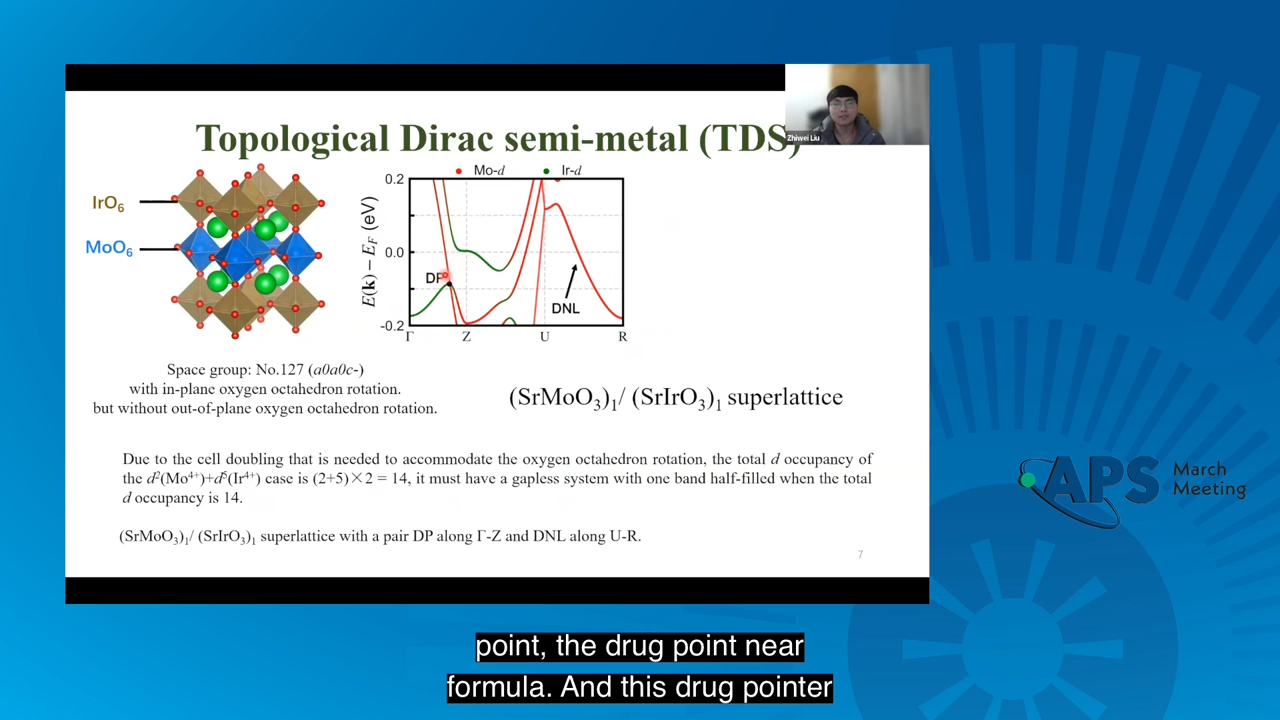 Topological Dirac semi-metal (TDS)
Zhiwei Liu
IrO₆
MoO₆
Mo-d
Ir-d
E(k) − E_F (eV)
0.2
0.0
-0.2
DP
DNL
Γ
Z
U
R
Space group: No.127 (a0a0c-)
with in-plane oxygen octahedron rotation.
but without out-of-plane oxygen octahedron rotation.
(SrMoO₃)₁/ (SrIrO₃)₁ superlattice
Due to the cell doubling that is needed to accommodate the oxygen octahedron rotation, the total d occupancy of
the d²(Mo⁴⁺)+d⁵(Ir⁴⁺) case is (2+5)×2 = 14, it must have a gapless system with one band half-filled when the total
d occupancy is 14.
(SrMoO₃)₁/ (SrIrO₃)₁ superlattice with a pair DP along Γ-Z and DNL along U-R.
7
APS
March
Meeting
point, the drug point near
formula. And this drug pointer